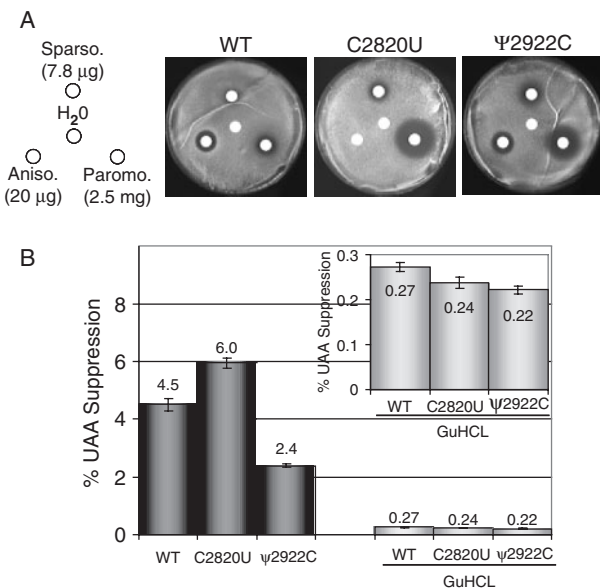 A
Sparso.
(7.8 μg)
H20
Aniso.
(20 μg)
Paromo.
(2.5 mg)
WT
C2820U
Ψ2922C
B
% UAA Suppression
8
6
4
2
0
4.5
6.0
2.4
WT
C2820U
ψ2922C
0.27
0.24
0.22
WT
C2820U
ψ2922C
GuHCL
% UAA Suppression
0.3
0.2
0.1
0
0.27
0.24
0.22
WT
C2820U
Ψ2922C
GuHCL